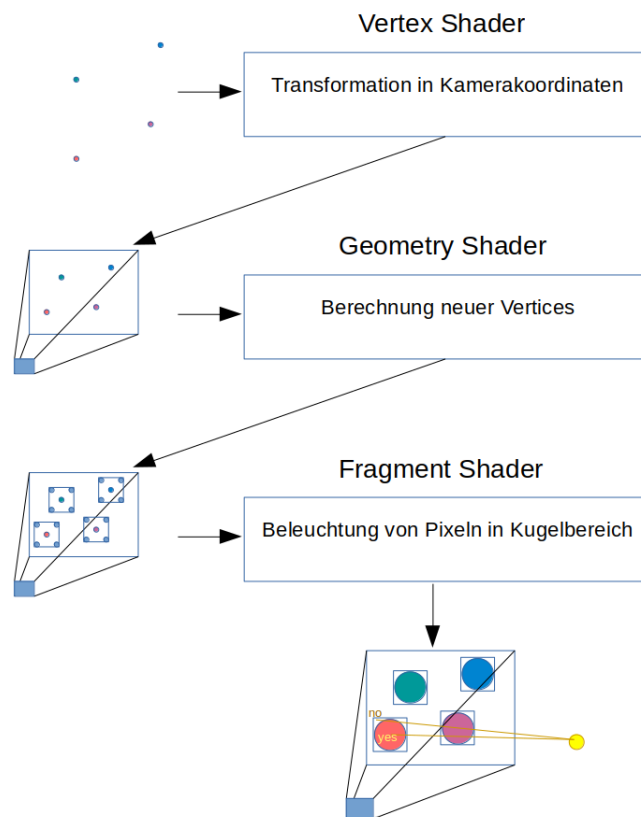 Vertex Shader
Transformation in Kamerakoordinaten
Geometry Shader
Berechnung neuer Vertices
Fragment Shader
Beleuchtung von Pixeln in Kugelbereich
no
yes